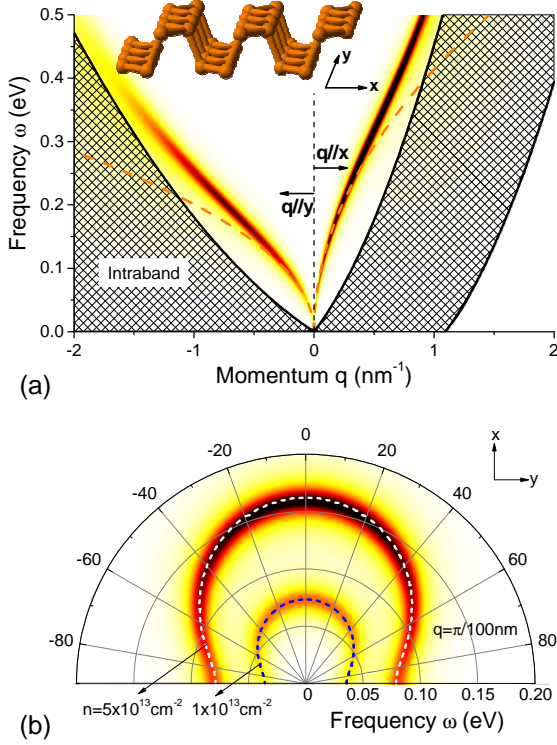 0.5
0.4
0.3
0.2
0.1
0.0
Frequency ω (eV)
y
x
q//x
q//y
Intraband
-2
-1
0
1
2
Momentum q (nm⁻¹)
(a)
x
y
-80
-60
-40
-20
0
20
40
60
80
q=π/100nm
n=5x10¹³cm⁻²
1x10¹³cm⁻²
0
0.05
0.10
0.15
0.20
Frequency ω (eV)
(b)